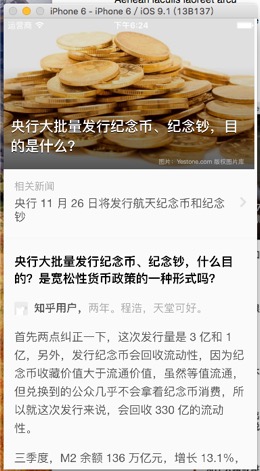 Aenean iaculis laoreet arcu
iPhone 6 - iPhone 6 / iOS 9.1 (13B137)
运营商
下午6:24
央行大批量发行纪念币、纪念钞，目
的是什么？
图片：Yestone.com 版权图片库
相关新闻
央行 11 月 26 日将发行航天纪念币和纪念
钞
央行大批量发行纪念币、纪念钞，什么目
的？是宽松性货币政策的一种形式吗？
知乎用户，两年。程浩，天堂可好。
首先两点纠正一下，这次发行量是 3 亿和 1
亿，另外，发行纪念币会回收流动性，因为纪
念币收藏价值大于流通价值，虽然等值流通，
但兑换到的公众几乎不会拿着纪念币消费，所
以就这次发行来说，会回收 330 亿的流动
性。
三季度，M2 余额 136 万亿元，增长 13.1%，